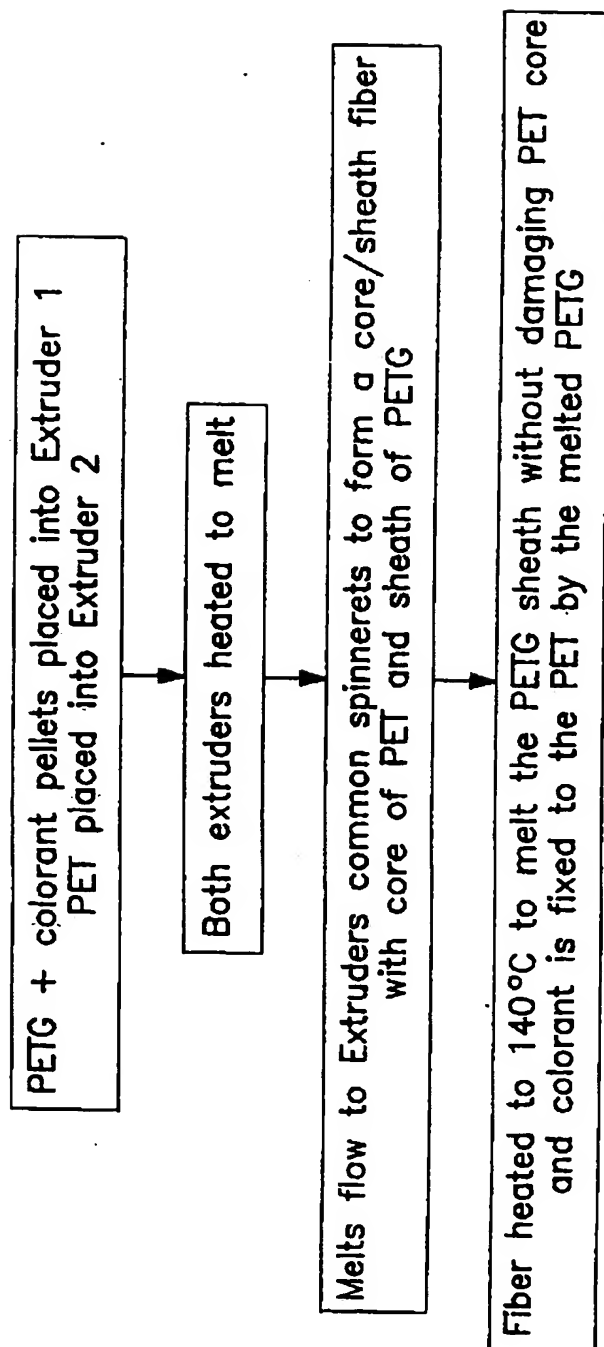 PETG + colorant pellets placed into Extruder 1
PET placed into Extruder 2
Both extruders heated to melt
Melts flow to Extruders common spinnerets to form a core/sheath fiber
with core of PET and sheath of PETG
Fiber heated to 140°C to melt the PETG sheath without damaging PET core
and colorant is fixed to the PET by the melted PETG